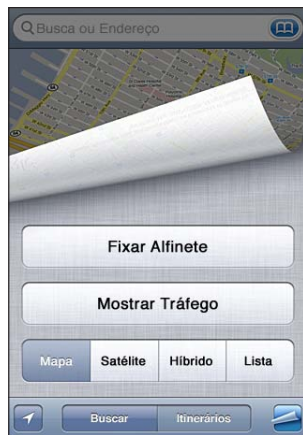 Busca ou Endereço
Fixar Alfinete
Mostrar Tráfego
Mapa Satélite Híbrido Lista
Buscar Itinerários